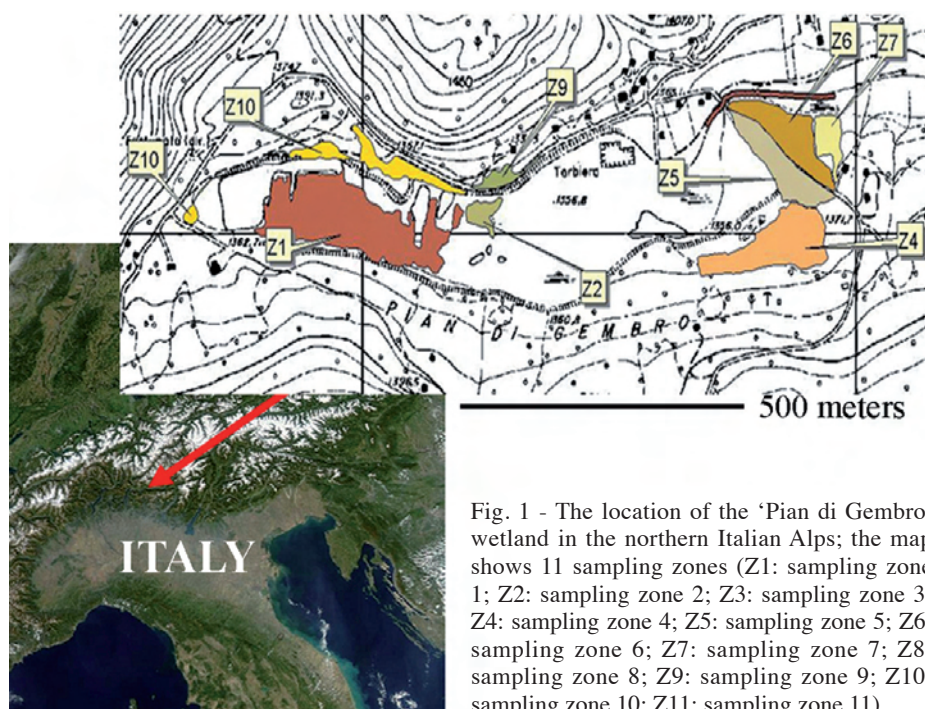 Z6
Z7
Z9
Z10
Z10
Z5
Torbiera
Z1
Z4
Z2
PIAN DI GEMBRO
500 meters
ITALY
Fig. 1 - The location of the ‘Pian di Gembro
wetland in the northern Italian Alps; the map
shows 11 sampling zones (Z1: sampling zone
1; Z2: sampling zone 2; Z3: sampling zone 3
Z4: sampling zone 4; Z5: sampling zone 5; Z6
sampling zone 6; Z7: sampling zone 7; Z8
sampling zone 8; Z9: sampling zone 9; Z10
sampling zone 10; Z11: sampling zone 11)